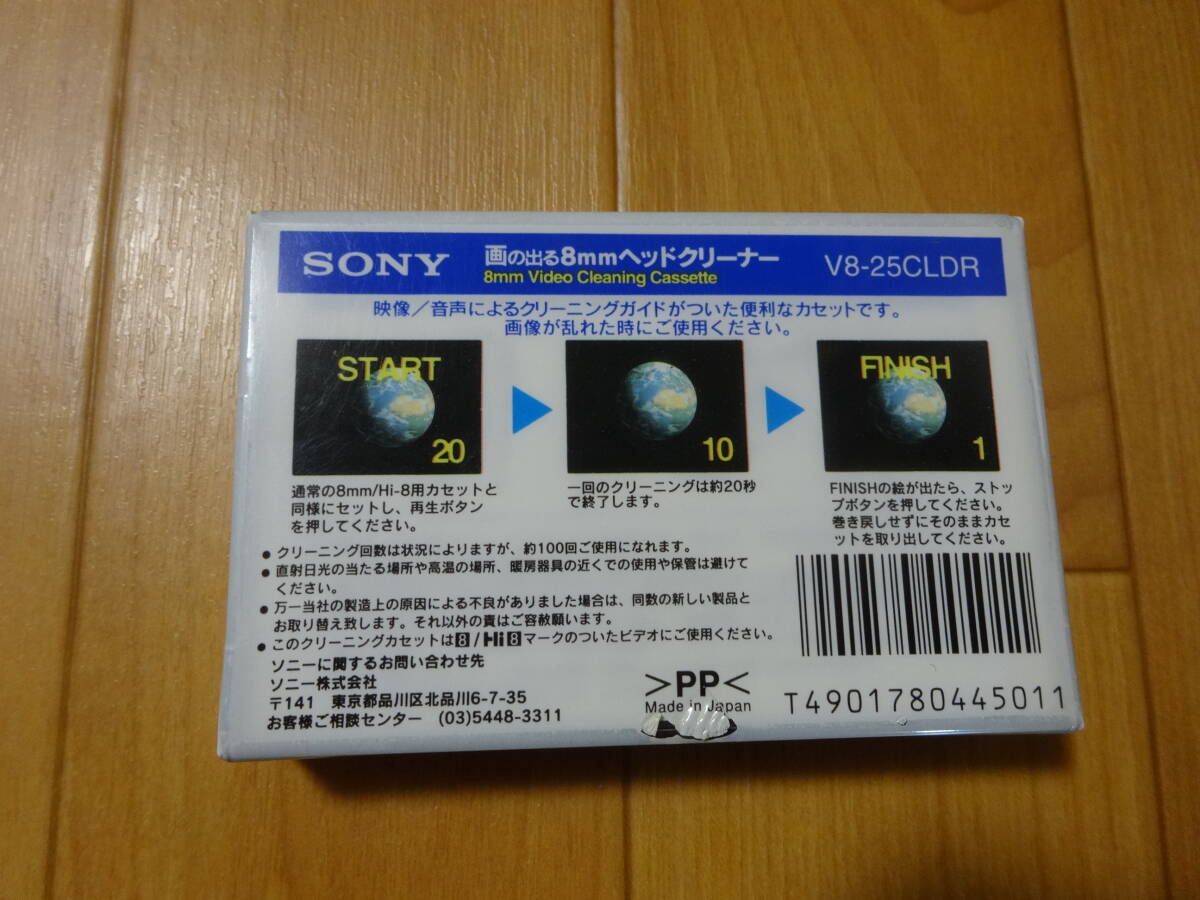 SONY
画の出る8mmヘッドクリーナー
8mm Video Cleaning Cassette
V8-25CLDR
映像／音声によるクリーニングガイドがついた便利なカセットです。
画像が乱れた時にご使用ください。
START
20
10
FINISH
1
通常の8mm/Hi-8用カセットと
同様にセットし、再生ボタン
を押してください。
一回のクリーニングは約20秒
で終了します。
FINISHの絵が出たら、ストッ
プボタンを押してください。
巻き戻しせずにそのままカセ
ットを取り出してください。
● クリーニング回数は状況によりますが、約100回ご使用になれます。
● 直射日光の当たる場所や高温の場所、暖房器具の近くでの使用や保管は避けて
ください。
● 万一当社の製造上の原因による不良がありました場合は、同数の新しい製品と
お取り替え致します。それ以外の責はご容赦願います。
● このクリーニングカセットは8/Hi8マークのついたビデオにご使用ください。
ソニーに関するお問い合わせ先
ソニー株式会社
〒141 東京都品川区北品川6-7-35
お客様ご相談センター (03)5448-3311
>PP<
Made in Japan
T4901780445011